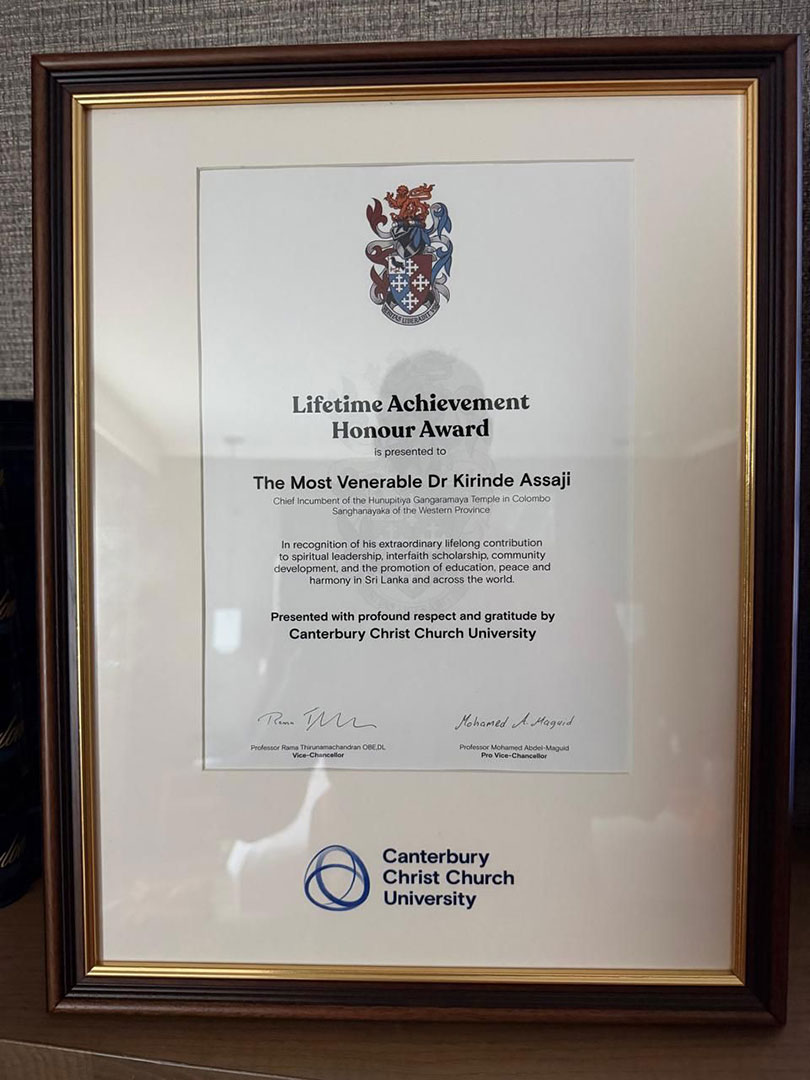 Lifetime Achievement
Honour Award
is presented to
The Most Venerable Dr Kirinde Assaji
Chief Incumbent of the Hunupitiya Gangaramaya Temple in Colombo
Sanghanayaka of the Western Province
In recognition of his extraordinary lifelong contribution
to spiritual leadership, interfaith scholarship, community
development, and the promotion of education, peace and
harmony in Sri Lanka and across the world.
Presented with profound respect and gratitude by
Canterbury Christ Church University
Rama
Mohamed A. Maguid
Professor Rama Thirunamachandran OBE,DL
Vice-Chancellor
Professor Mohamed Abdel-Maguid
Pro Vice-Chancellor
Canterbury
Christ Church
University